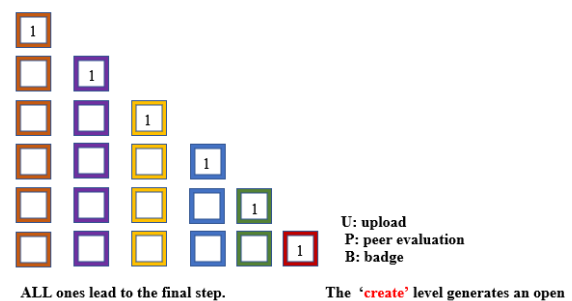 1
1
1
1
1
1
U: upload
P: peer evaluation
B: badge
ALL ones lead to the final step.
The ‘create’ level generates an open